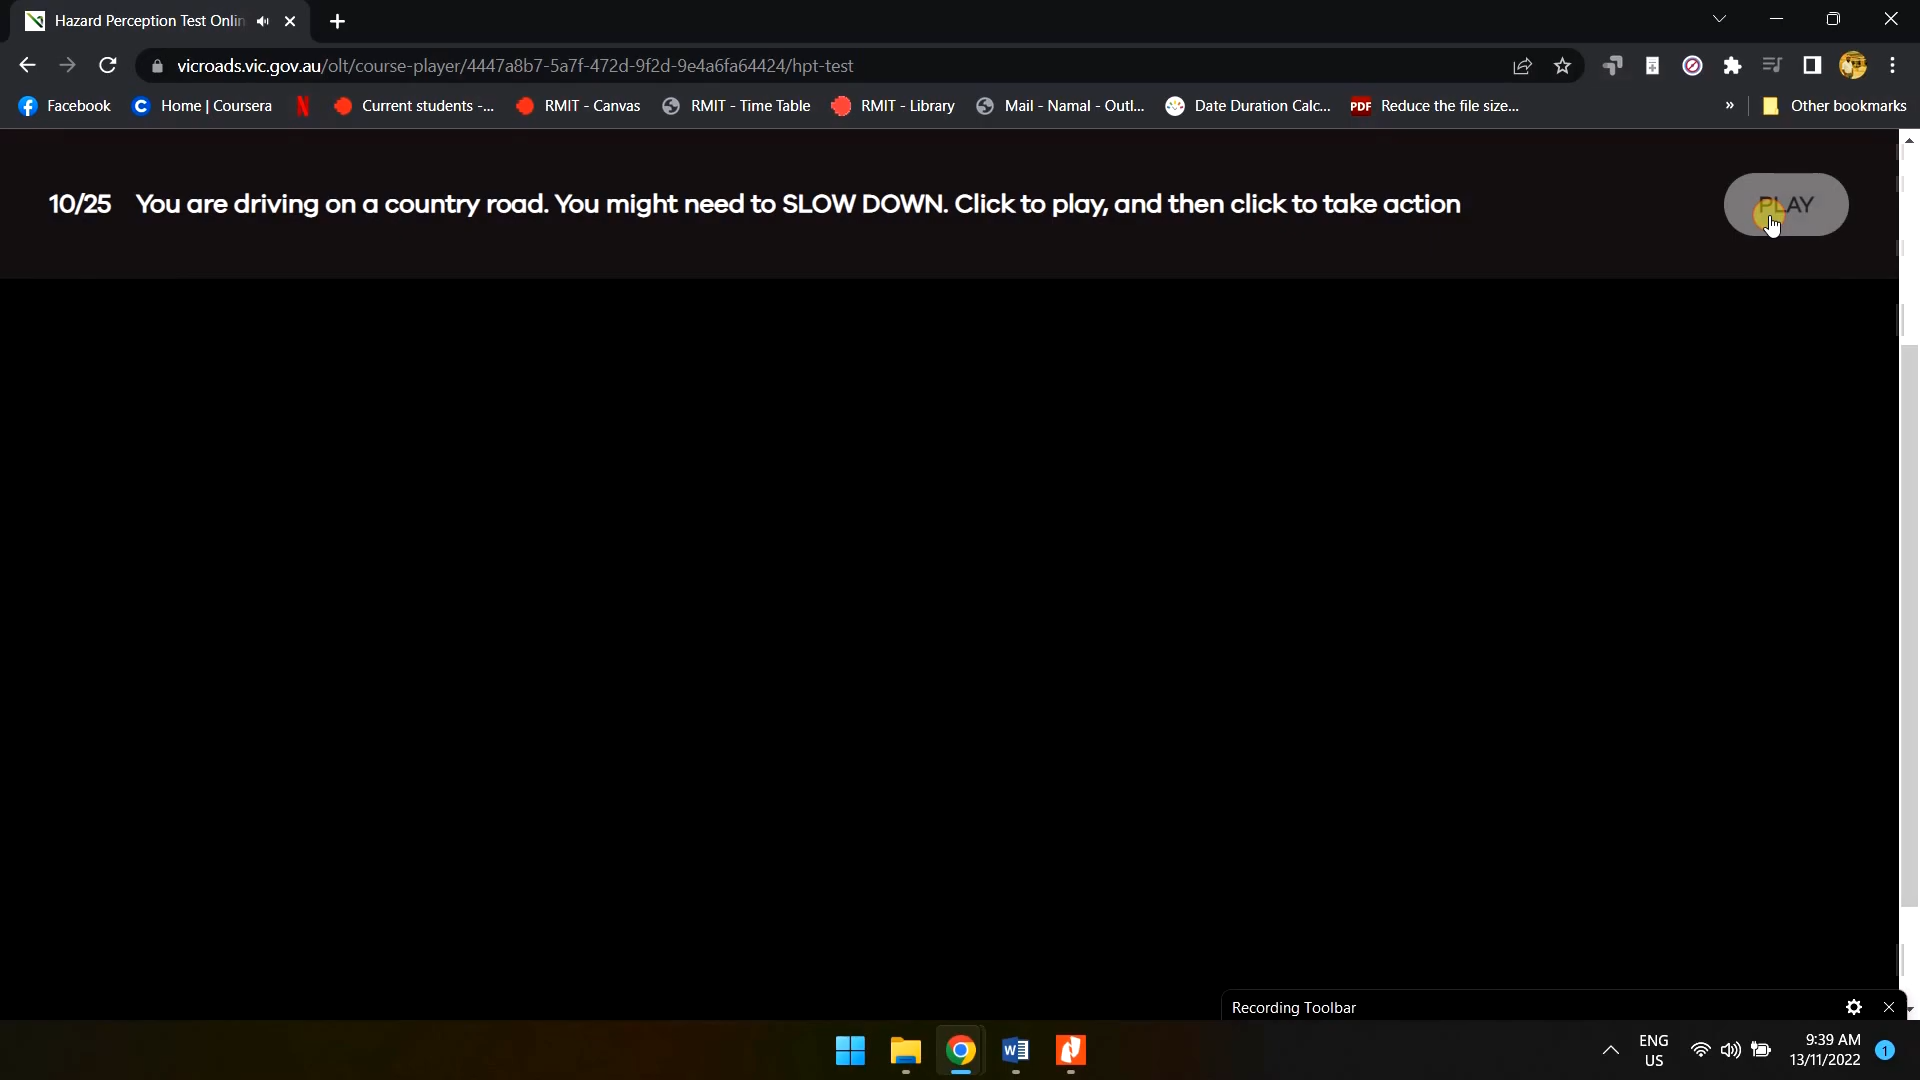 Hazard Perception Test Onlin
vicroads.vic.gov.au/olt/course-player/4447a8b7-5a7f-472d-9f2d-9e4a6fa64424/hpt-test
Facebook Home | Coursera Current students -... RMIT - Canvas RMIT - Time Table RMIT - Library Mail - Namal - Outl... Date Duration Calc... PDF Reduce the file size... » Other bookmarks
10/25 You are driving on a country road. You might need to SLOW DOWN. Click to play, and then click to take action PLAY
Recording Toolbar
ENG
US
9:39 AM
13/11/2022
1